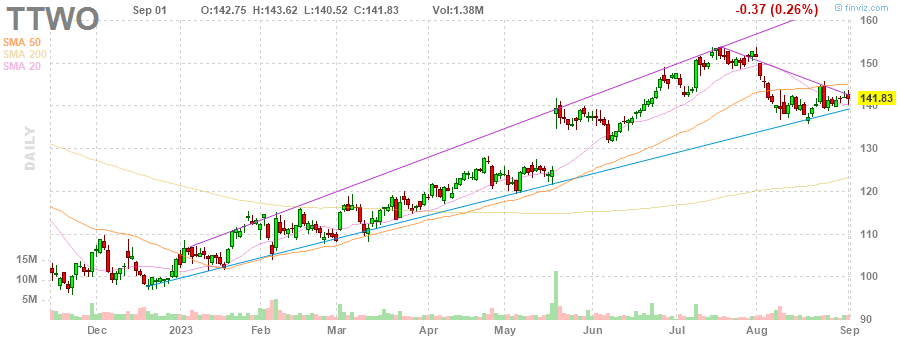 TTWO
Sep 01 O:142.75 H:143.62 L:140.52 C:141.83 Vol:1.38M -0.37 (0.26%)
© finviz.com
SMA 50
SMA 200
SMA 20
DAILY
160
150
141.83
140
130
120
110
100
90
15M
10M
5M
Dec 2023 Feb Mar Apr May Jun Jul Aug Sep